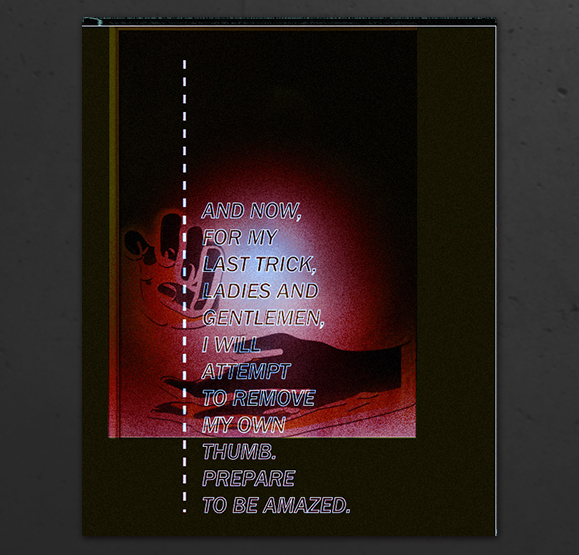 AND NOW,
FOR MY
LAST TRICK,
LADIES AND
GENTLEMEN,
I WILL
ATTEMPT
TO REMOVE
MY OWN
THUMB.
PREPARE
TO BE AMAZED.